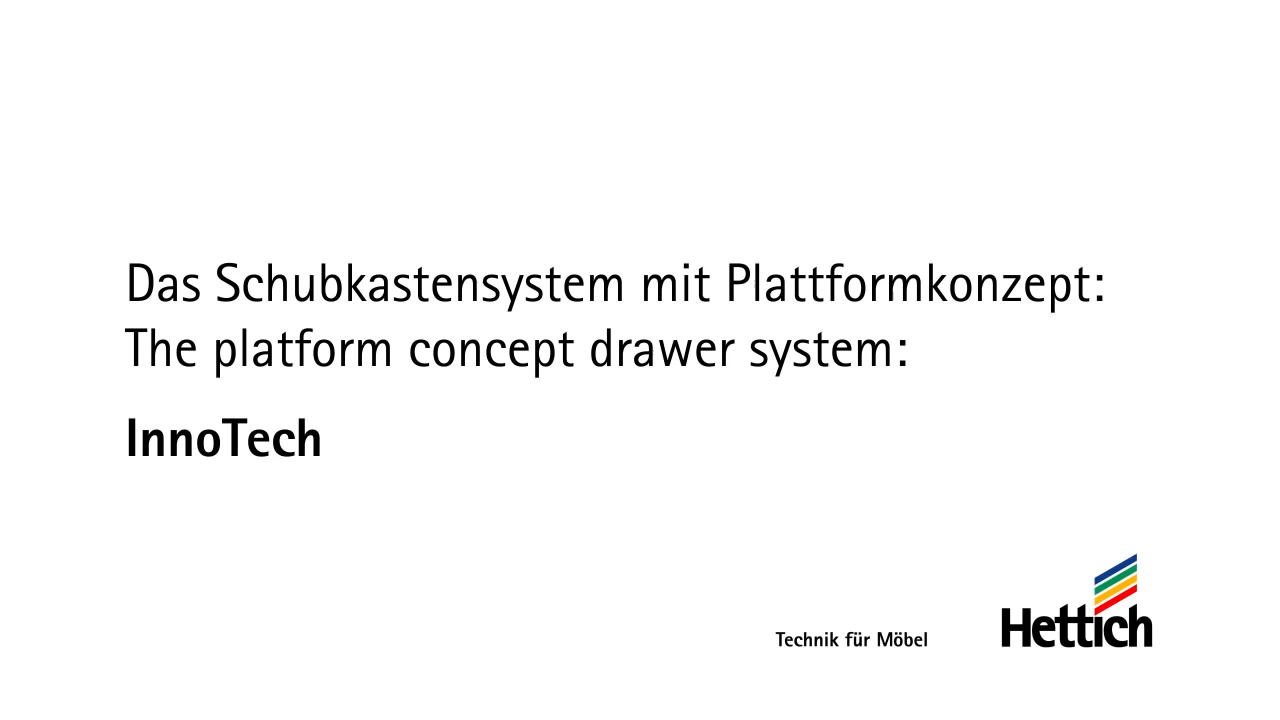 Das Schubkastensystem mit Plattformkonzept:
The platform concept drawer system:
InnoTech
Technik für Möbel
Hettich